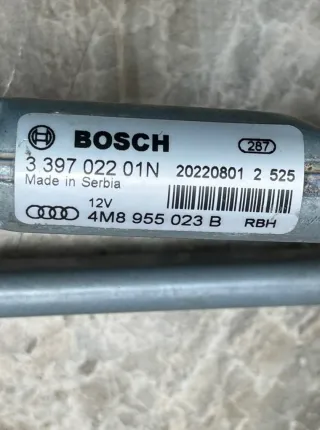 BOSCH 287
3 397 022 01N 20220801 2 525
Made in Serbia
12V
4M8 955 023 B RBH